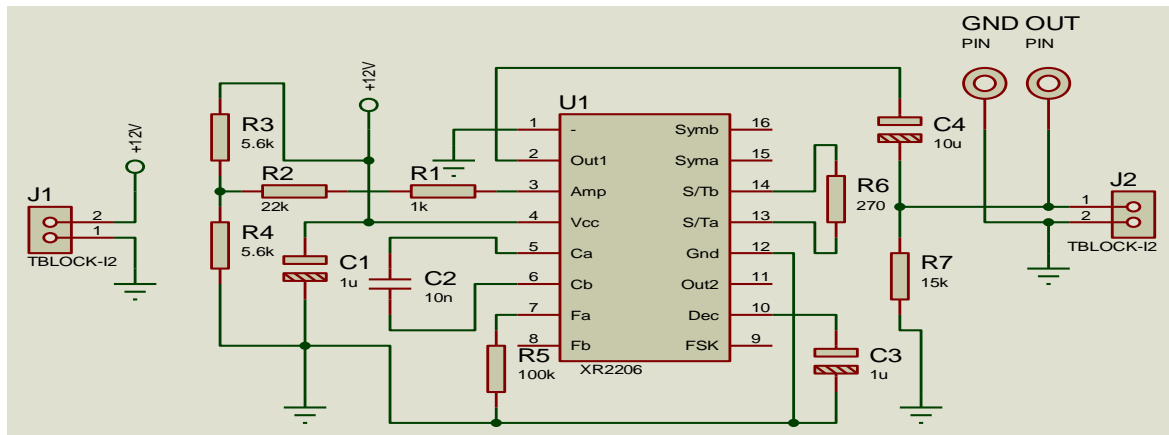 GND OUT
PIN PIN
+12V
+12V
U1
R3
5.6k
R2
22k
R1
1k
R4
5.6k
C1
1u
C2
10n
R5
100k
J1
2
1
TBLOCK-I2
1 - Symb 16
2 Out1 Syma 15
3 Amp S/Tb 14
4 Vcc S/Ta 13
5 Ca Gnd 12
6 Cb Out2 11
7 Fa Dec 10
8 Fb FSK 9
XR2206
C4
10u
R6
270
R7
15k
C3
1u
J2
1
2
TBLOCK-I2